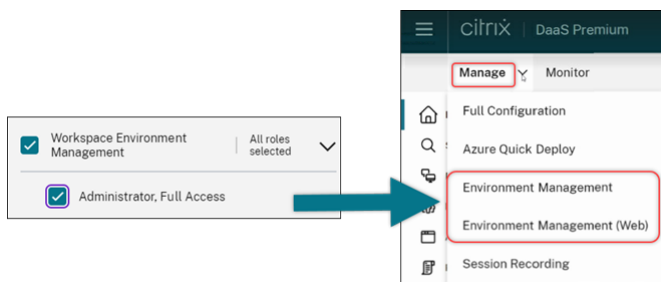 Workspace Environment
Management
All roles
selected
Administrator, Full Access
citrix | DaaS Premium
Manage
Monitor
Full Configuration
Azure Quick Deploy
Environment Management
Environment Management (Web)
Session Recording